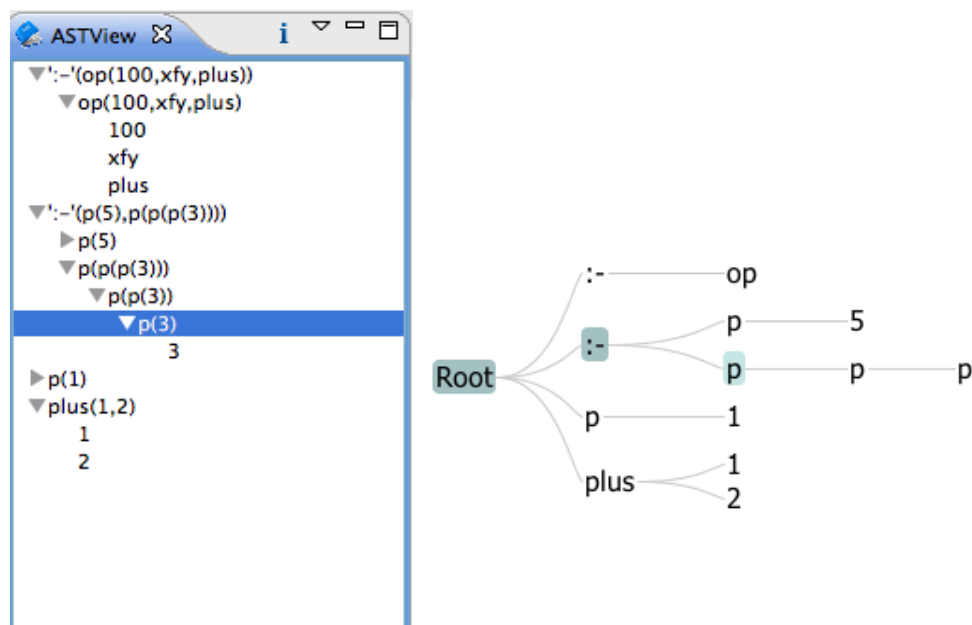 ASTView
i
':-'(op(100,xfy,plus))
op(100,xfy,plus)
100
xfy
plus
':-'(p(5),p(p(p(3))))
p(5)
p(p(p(3)))
p(p(3))
p(3)
3
p(1)
plus(1,2)
1
2
:- op
p 5
:-
p p p
Root
p 1
plus
1
2